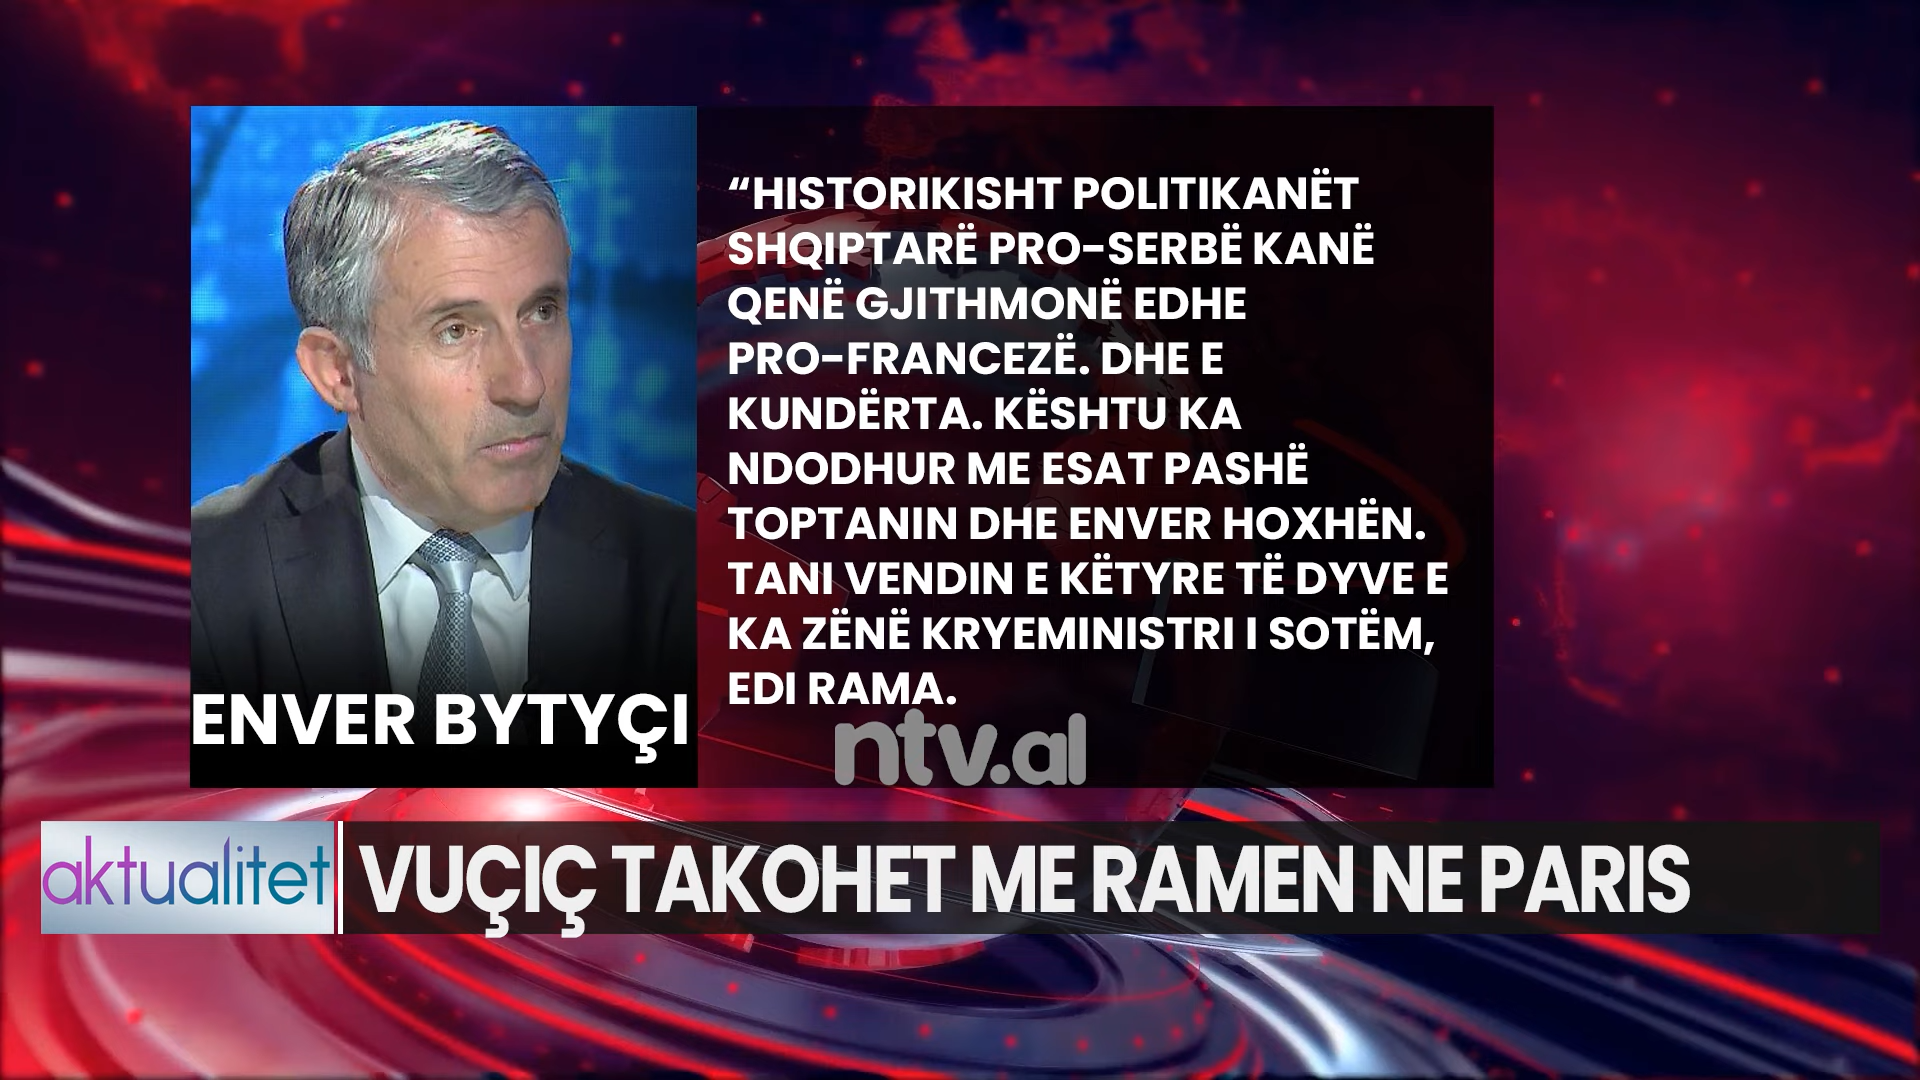 “HISTORIKISHT POLITIKANËT
SHQIPTARË PRO-SERBË KANË
QENË GJITHMONË EDHE
PRO-FRANCEZË. DHE E
KUNDËRTA. KËSHTU KA
NDODHUR ME ESAT PASHË
TOPTANIN DHE ENVER HOXHËN.
TANI VENDIN E KËTYRE TË DYVE E
KA ZËNË KRYEMINISTRI I SOTËM,
EDI RAMA.
ENVER BYTYÇI
ntv.al
aktualitet
VUÇIÇ TAKOHET ME RAMEN NE PARIS